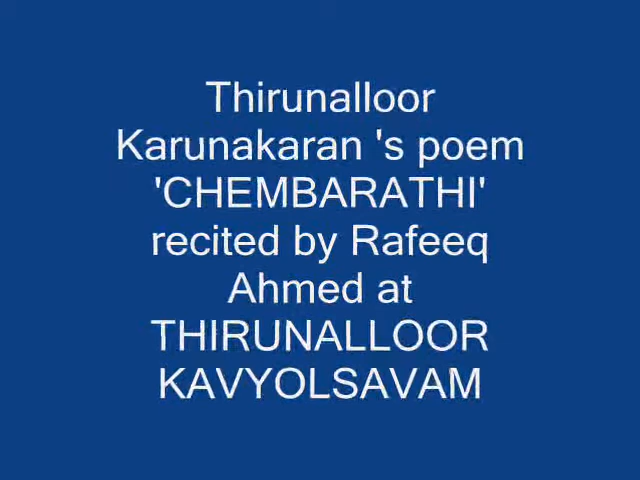 Thirunalloor
Karunakaran 's poem
'CHEMBARATHI'
recited by Rafeeq
Ahmed at
THIRUNALLOOR
KAVYOLSAVAM